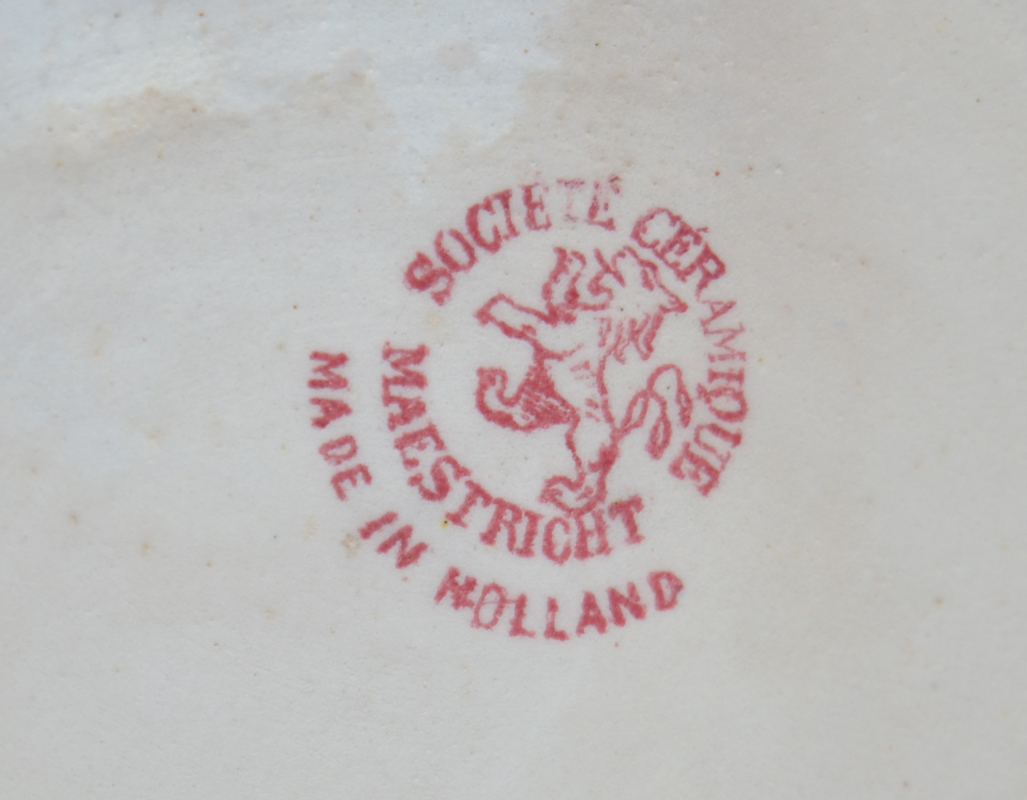 SOCIÉTÉ CÉRAMIQUE
MAESTRICHT
MADE IN HOLLAND